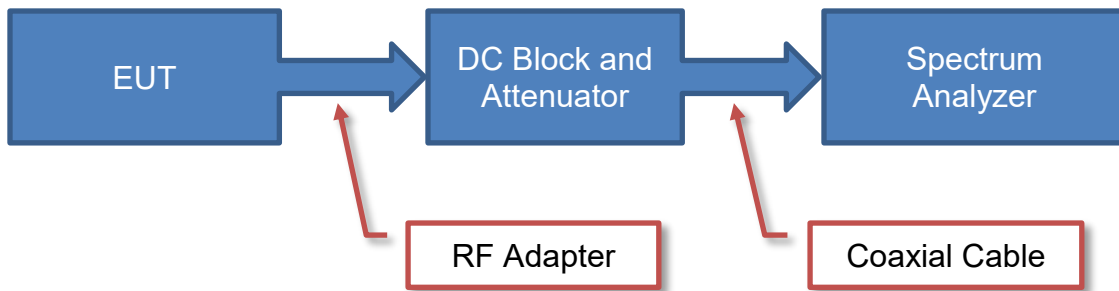 EUT
DC Block and
Attenuator
Spectrum
Analyzer
RF Adapter
Coaxial Cable